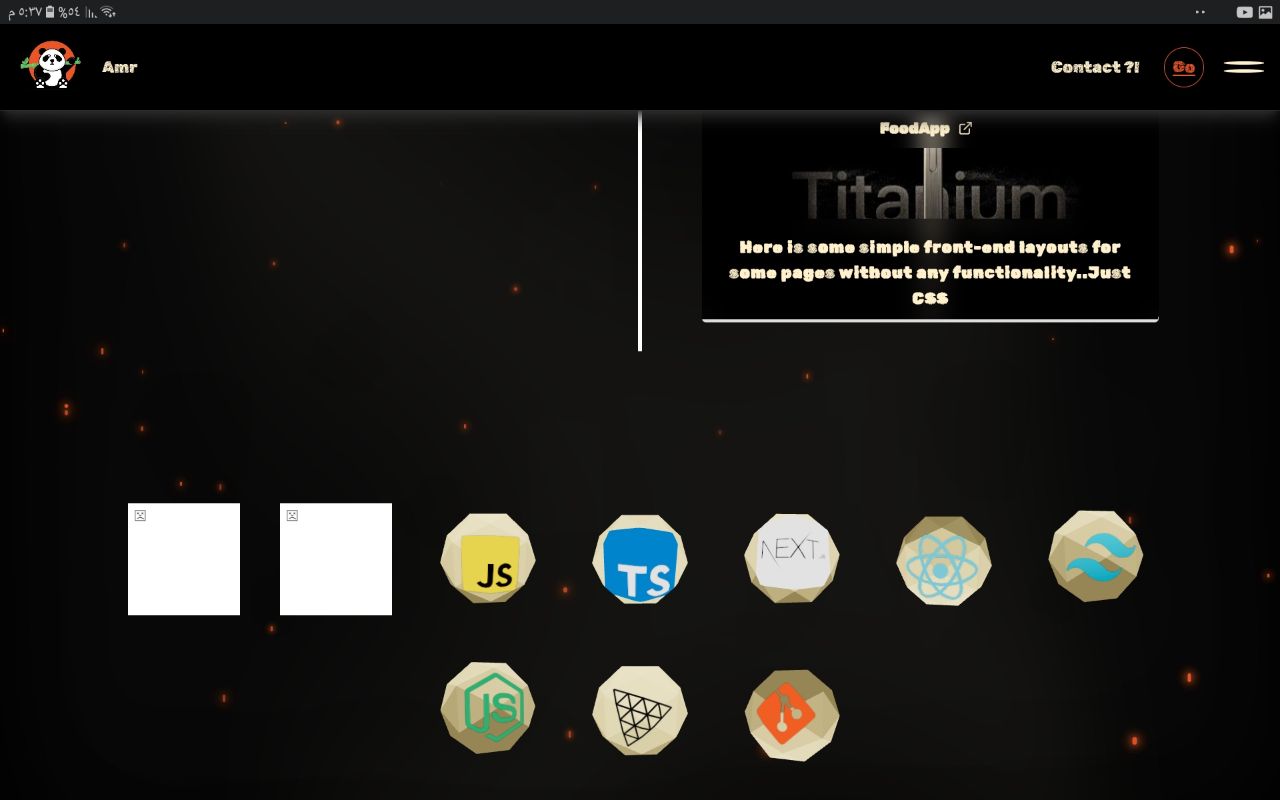 م ٥:٣٧ %٥٤
Amr
Contact ?!
Go
FoodApp
Titanium
Here is some simple front-end layouts for
some pages without any functionality..Just
CSS
JS
TS
NEXT.
JS